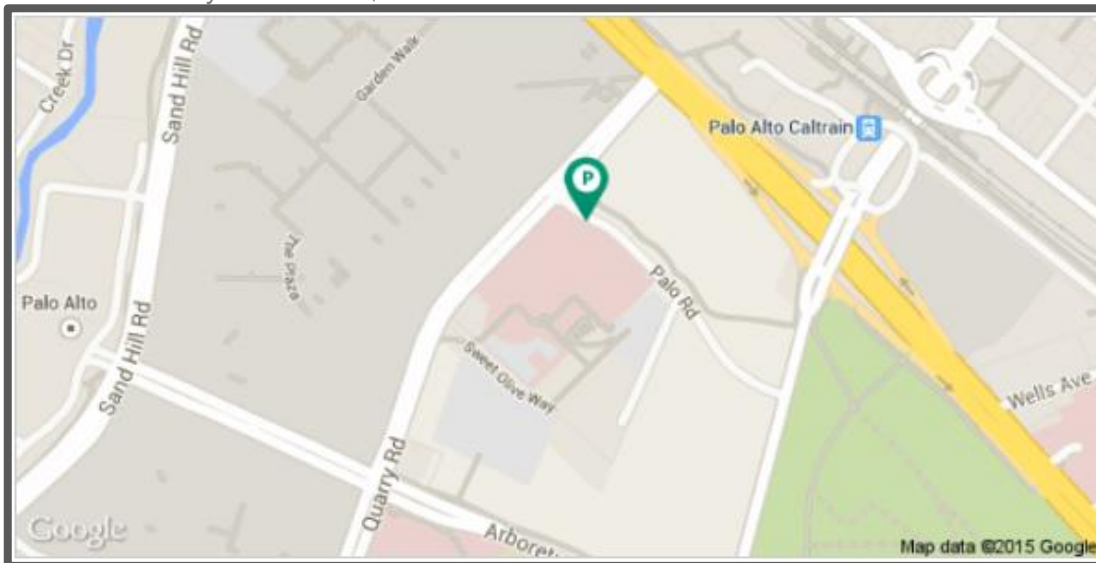 Creek Dr
Sand Hill Rd
Garden Walk
Palo Alto Caltrain
P
The Plaza
Palo Rd
Palo Alto
Sand Hill Rd
Sweet Olive Way
Wells Ave
Quarry Rd
Google
Map data ©2015 Google